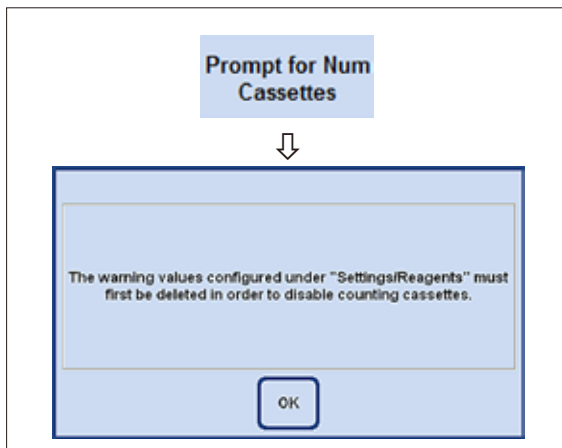 Prompt for Num
Cassettes
The warning values configured under "Settings/Reagents" must
first be deleted in order to disable counting cassettes.
OK